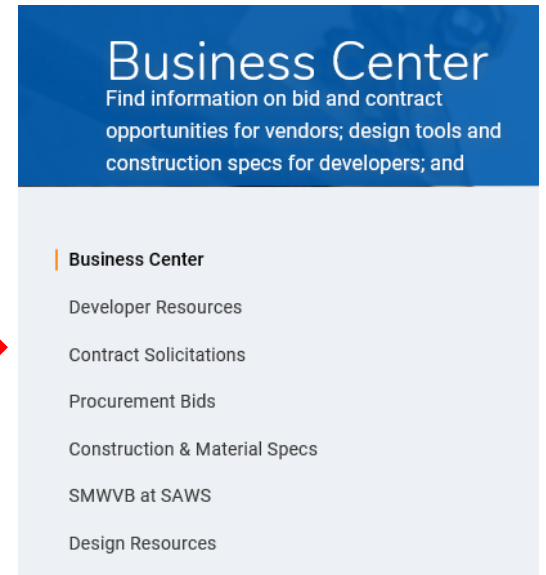 Business Center
Find information on bid and contract
opportunities for vendors; design tools and
construction specs for developers; and
Business Center
Developer Resources
Contract Solicitations
Procurement Bids
Construction & Material Specs
SMWVB at SAWS
Design Resources